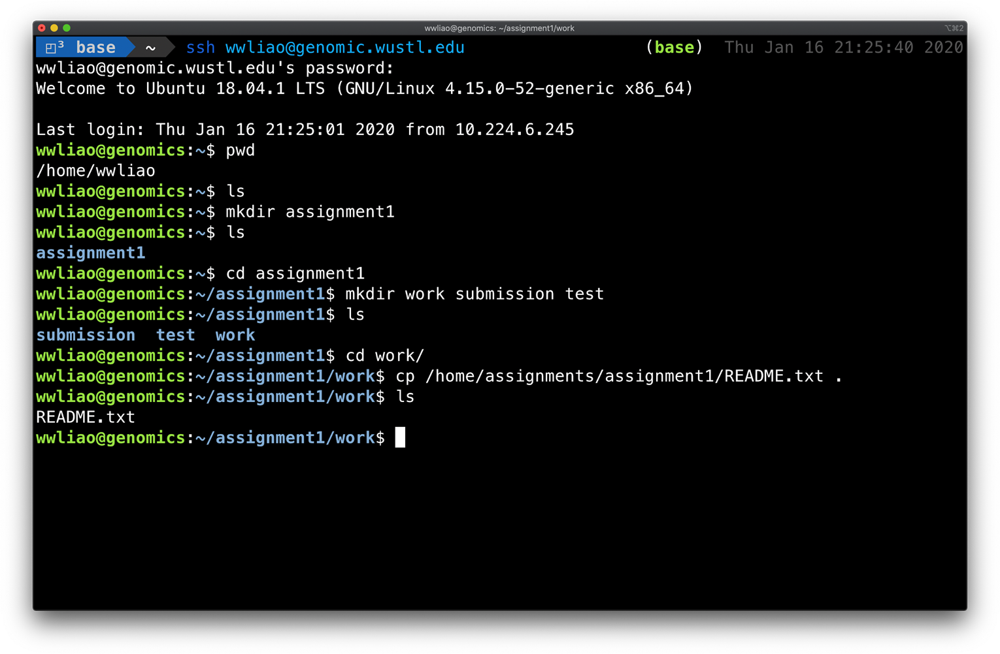 wwliao@genomics: ~/assignment1/work
⌥⌘2
◰³ base ~ ssh wwliao@genomic.wustl.edu (base) Thu Jan 16 21:25:40 2020
wwliao@genomic.wustl.edu's password:
Welcome to Ubuntu 18.04.1 LTS (GNU/Linux 4.15.0-52-generic x86_64)
Last login: Thu Jan 16 21:25:01 2020 from 10.224.6.245
wwliao@genomics:~$ pwd
/home/wwliao
wwliao@genomics:~$ ls
wwliao@genomics:~$ mkdir assignment1
wwliao@genomics:~$ ls
assignment1
wwliao@genomics:~$ cd assignment1
wwliao@genomics:~/assignment1$ mkdir work submission test
wwliao@genomics:~/assignment1$ ls
submission  test  work
wwliao@genomics:~/assignment1$ cd work/
wwliao@genomics:~/assignment1/work$ cp /home/assignments/assignment1/README.txt .
wwliao@genomics:~/assignment1/work$ ls
README.txt
wwliao@genomics:~/assignment1/work$